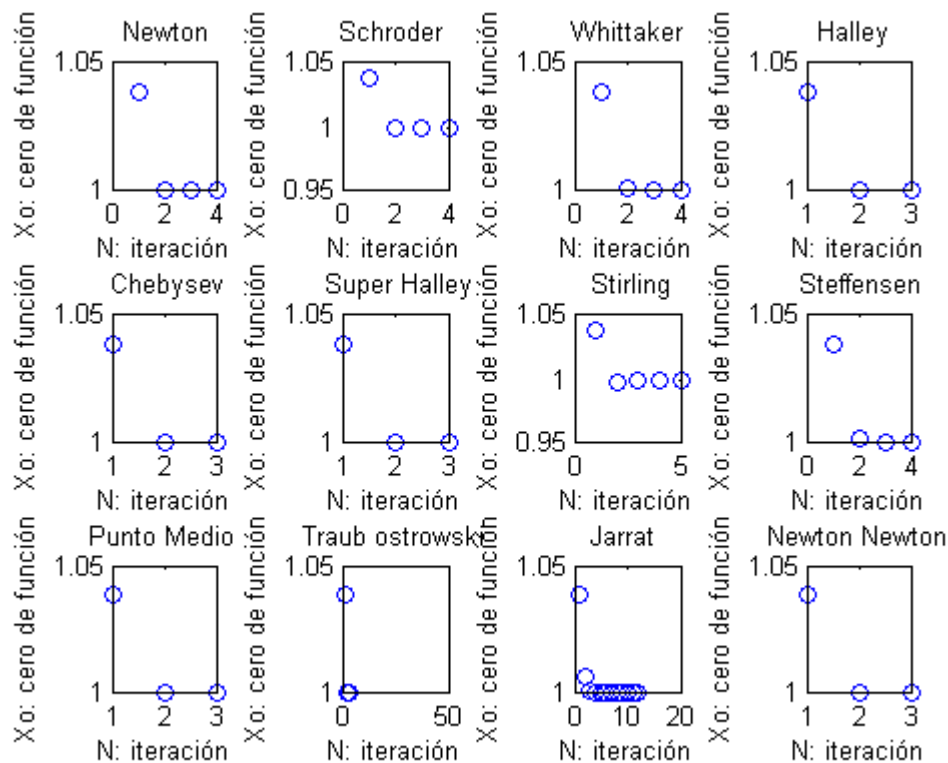 Newton
Xo: cero de función
1.05
1
0 2 4
N: iteración
Schroder
Xo: cero de función
1.05
1
0.95
0 2 4
N: iteración
Whittaker
Xo: cero de función
1.05
1
0 2 4
N: iteración
Halley
Xo: cero de función
1.05
1
1 2 3
N: iteración
Chebysev
Xo: cero de función
1.05
1
1 2 3
N: iteración
Super Halley
Xo: cero de función
1.05
1
1 2 3
N: iteración
Stirling
Xo: cero de función
1.05
1
0.95
0 5
N: iteración
Steffensen
Xo: cero de función
1.05
1
0 2 4
N: iteración
Punto Medio
Xo: cero de función
1.05
1
1 2 3
N: iteración
Traub ostrowsky
Xo: cero de función
1.05
1
0 50
N: iteración
Jarrat
Xo: cero de función
1.05
1
0 10 20
N: iteración
Newton Newton
Xo: cero de función
1.05
1
1 2 3
N: iteración